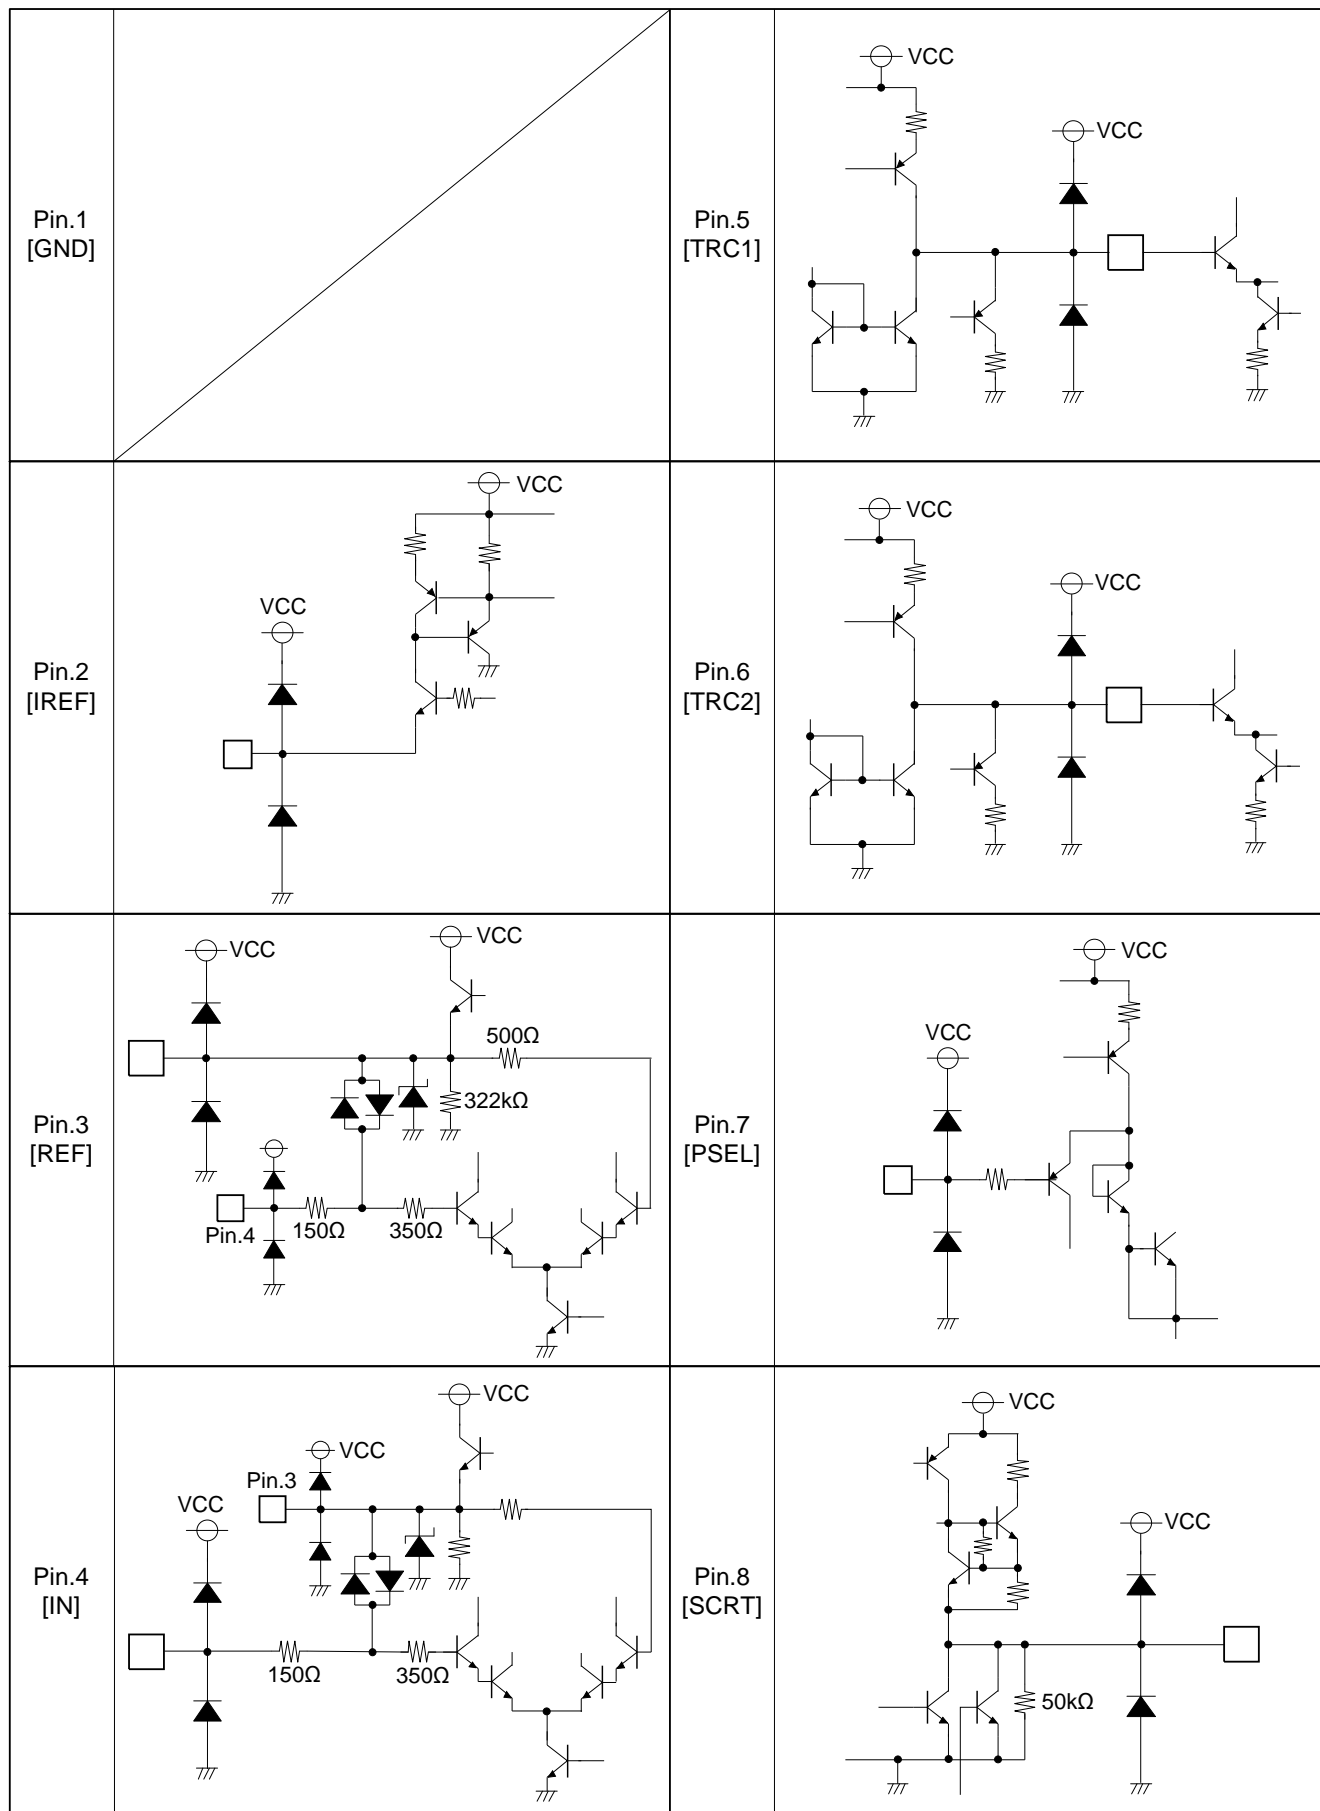 Pin.1
[GND]
Pin.5
[TRC1]
VCC
VCC
Pin.2
[IREF]
VCC
VCC
Pin.6
[TRC2]
VCC
VCC
Pin.3
[REF]
VCC
VCC
500Ω
322kΩ
Pin.4
150Ω
350Ω
Pin.7
[PSEL]
VCC
VCC
Pin.4
[IN]
VCC
VCC
Pin.3
VCC
150Ω
350Ω
Pin.8
[SCRT]
VCC
VCC
50kΩ